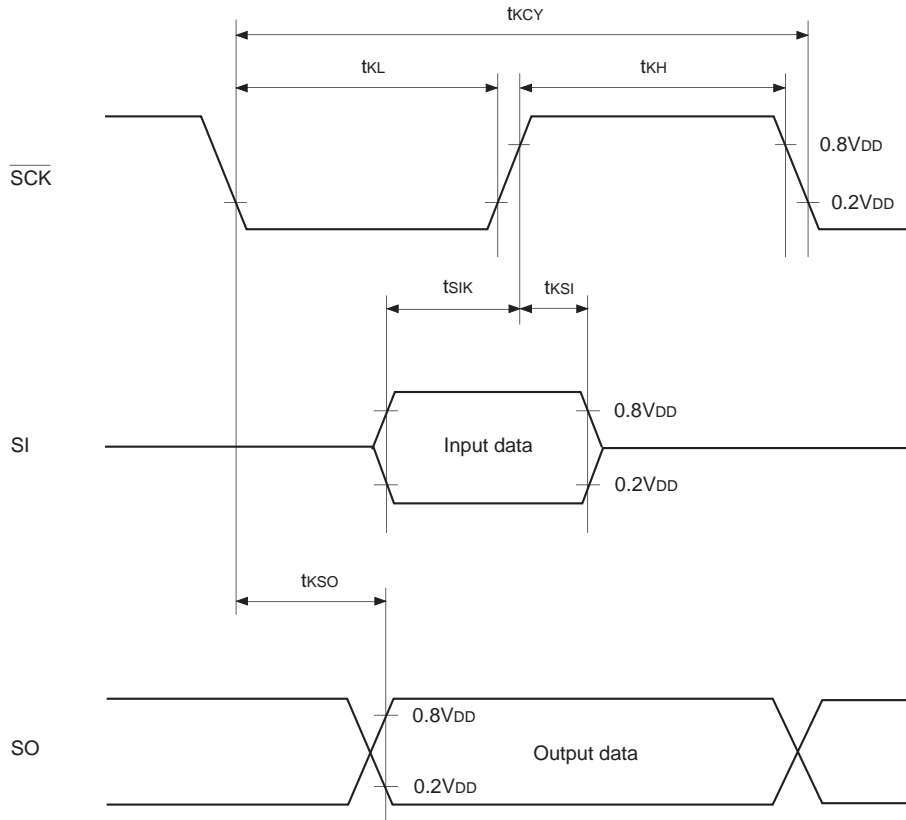 tKCY
tKL
tKH
0.8VDD
SCK
0.2VDD
tSIK
tKSI
0.8VDD
SI
Input data
0.2VDD
tKSO
0.8VDD
SO
Output data
0.2VDD